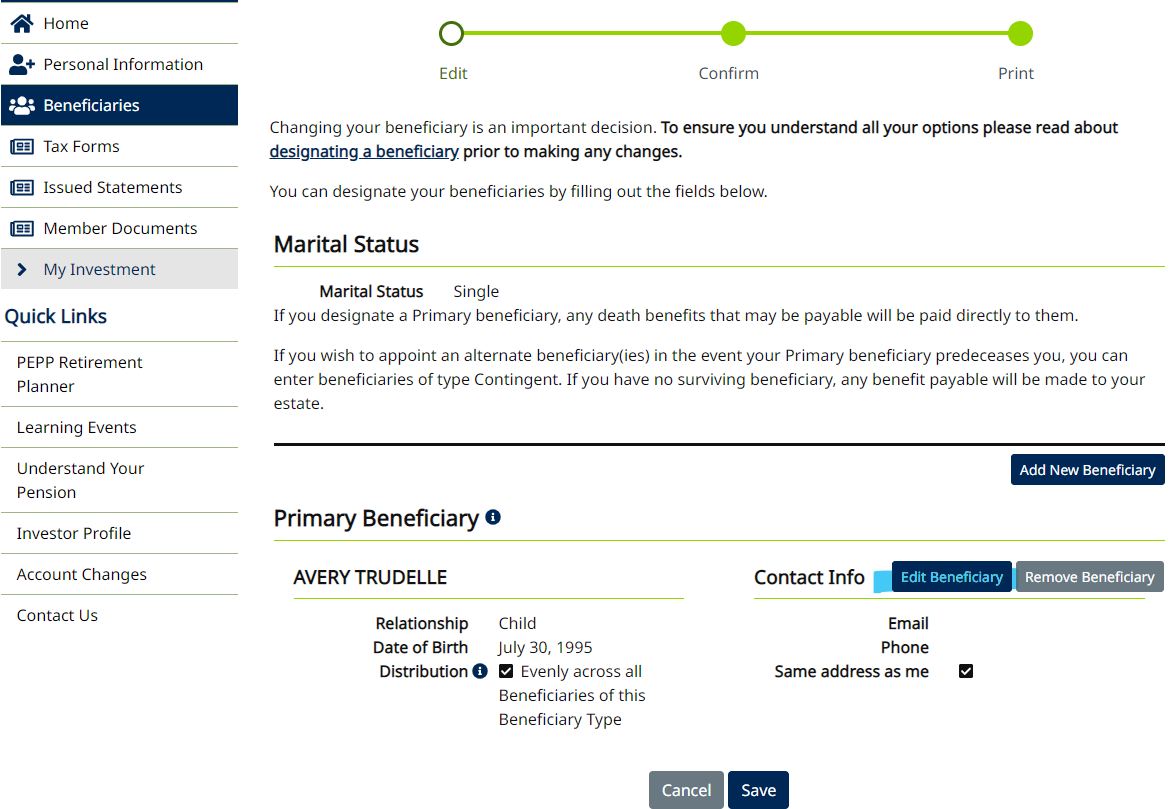 Home
Personal Information
Beneficiaries
Tax Forms
Issued Statements
Member Documents
My Investment
Quick Links
PEPP Retirement
Planner
Learning Events
Understand Your
Pension
Investor Profile
Account Changes
Contact Us
Edit Confirm Print
Changing your beneficiary is an important decision. To ensure you understand all your options please read about
designating a beneficiary prior to making any changes.
You can designate your beneficiaries by filling out the fields below.
Marital Status
Marital Status Single
If you designate a Primary beneficiary, any death benefits that may be payable will be paid directly to them.
If you wish to appoint an alternate beneficiary(ies) in the event your Primary beneficiary predeceases you, you can
enter beneficiaries of type Contingent. If you have no surviving beneficiary, any benefit payable will be made to your
estate.
Add New Beneficiary
Primary Beneficiary
AVERY TRUDELLE
Relationship Child
Date of Birth July 30, 1995
Distribution Evenly across all
Beneficiaries of this
Beneficiary Type
Contact Info Edit Beneficiary Remove Beneficiary
Email
Phone
Same address as me
Cancel Save